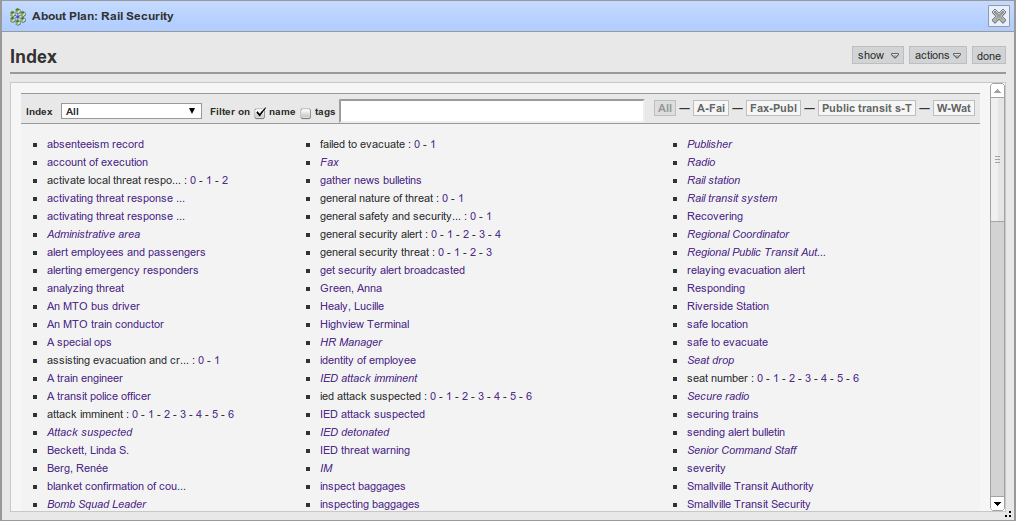 About Plan: Rail Security
Index
show
actions
done
Index
All
Filter on
name
tags
All — A-Fai — Fax-Publ — Public transit s-T — W-Wat
absenteeism record
account of execution
activate local threat respo... : 0 - 1 - 2
activating threat response ...
activating threat response ...
Administrative area
alert employees and passengers
alerting emergency responders
analyzing threat
An MTO bus driver
An MTO train conductor
A special ops
assisting evacuation and cr... : 0 - 1
A train engineer
A transit police officer
attack imminent : 0 - 1 - 2 - 3 - 4 - 5 - 6
Attack suspected
Beckett, Linda S.
Berg, Renée
blanket confirmation of cou...
Bomb Squad Leader
failed to evacuate : 0 - 1
Fax
gather news bulletins
general nature of threat : 0 - 1
general safety and security... : 0 - 1
general security alert : 0 - 1 - 2 - 3 - 4
general security threat : 0 - 1 - 2 - 3
get security alert broadcasted
Green, Anna
Healy, Lucille
Highview Terminal
HR Manager
identity of employee
IED attack imminent
ied attack suspected : 0 - 1 - 2 - 3 - 4 - 5 - 6
IED attack suspected
IED detonated
IED threat warning
IM
inspect baggages
inspecting baggages
Publisher
Radio
Rail station
Rail transit system
Recovering
Regional Coordinator
Regional Public Transit Aut...
relaying evacuation alert
Responding
Riverside Station
safe location
safe to evacuate
Seat drop
seat number : 0 - 1 - 2 - 3 - 4 - 5 - 6
Secure radio
securing trains
sending alert bulletin
Senior Command Staff
severity
Smallville Transit Authority
Smallville Transit Security